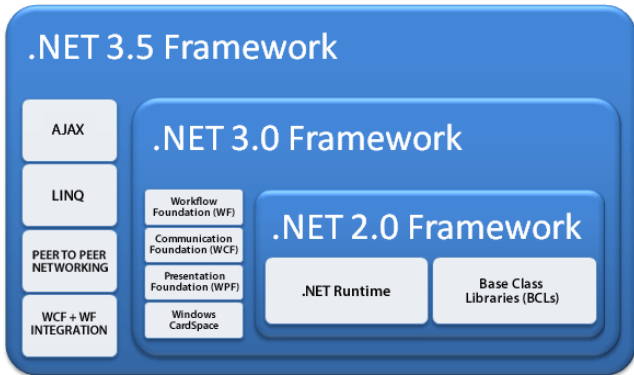 .NET 3.5 Framework
AJAX
LINQ
PEER TO PEER
NETWORKING
WCF + WF
INTEGRATION
.NET 3.0 Framework
Workflow
Foundation (WF)
Communication
Foundation (WCF)
Presentation
Foundation (WPF)
Windows
CardSpace
.NET 2.0 Framework
.NET Runtime
Base Class
Libraries (BCLs)